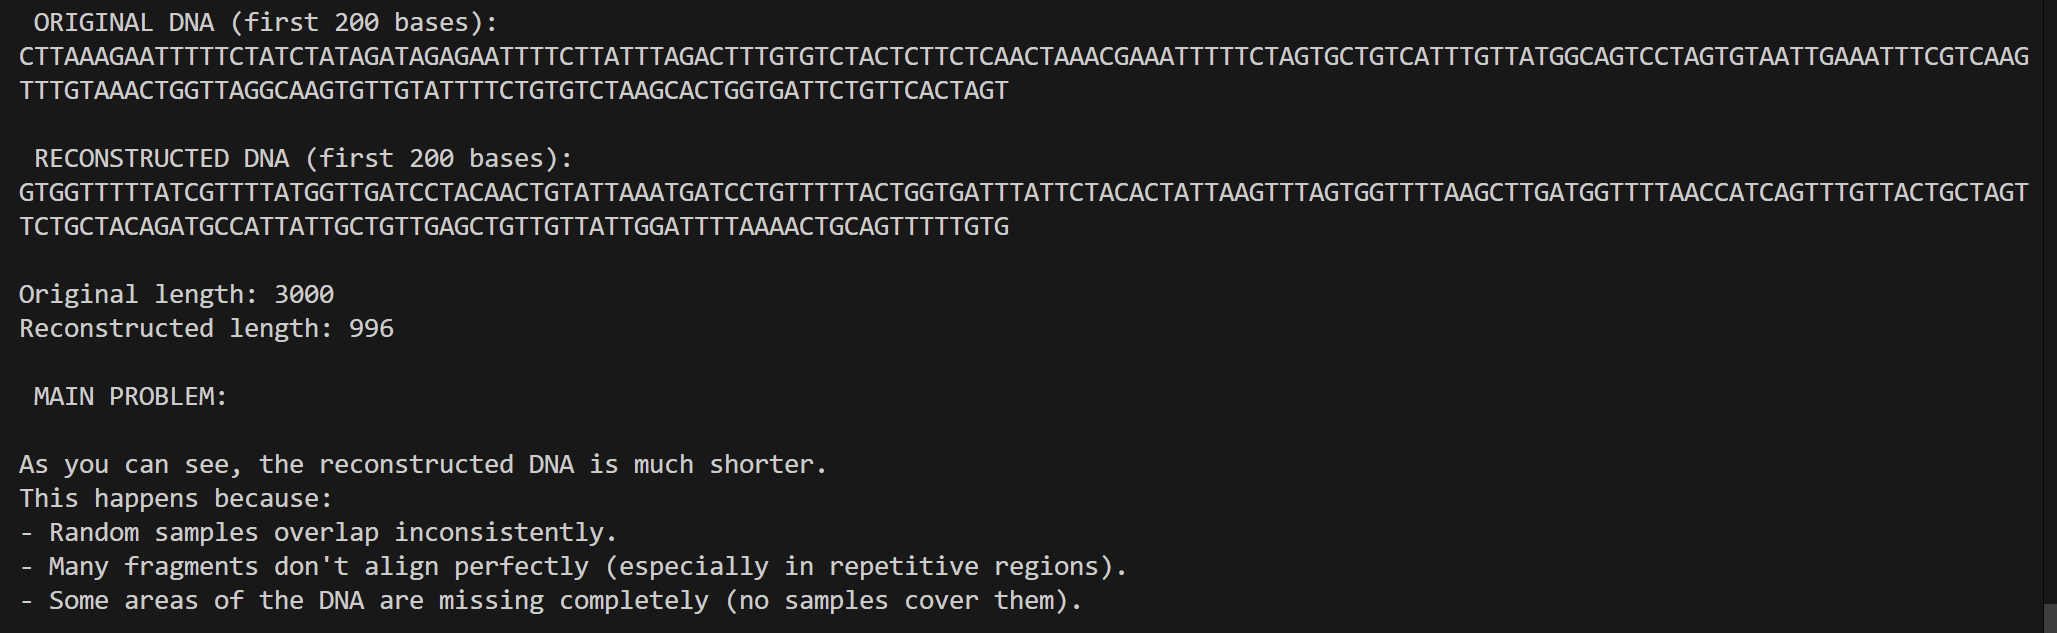 ORIGINAL DNA (first 200 bases):
CTTAAAGAATTTTTCTATCTATAGATAGAGAATTTTCTTATTTAGACTTTGTGTCTACTCTTCTCAACTAAACGAAATTTTTCTAGTGCTGTCATTTGTTATGGCAGTCCTAGTGTAATTGAAATTTCGTCAAG
TTTGTAAACTGGTTAGGCAAGTGTTGTATTTTCTGTGTCTAAGCACTGGTGATTCTGTTCACTAGT
RECONSTRUCTED DNA (first 200 bases):
GTGGTTTTTATCGTTTTATGGTTGATCCTACAACTGTATTAAATGATCCTGTTTTTACTGGTGATTTATTCTACACTATTAAGTTTAGTGGTTTTAAGCTTGATGGTTTTAACCATCAGTTTGTTACTGCTAGT
TCTGCTACAGATGCCATTATTGCTGTTGAGCTGTTGTTATTGGATTTTAAAACTGCAGTTTTTGTG
Original length: 3000
Reconstructed length: 996
MAIN PROBLEM:
As you can see, the reconstructed DNA is much shorter.
This happens because:
- Random samples overlap inconsistently.
- Many fragments don't align perfectly (especially in repetitive regions).
- Some areas of the DNA are missing completely (no samples cover them).